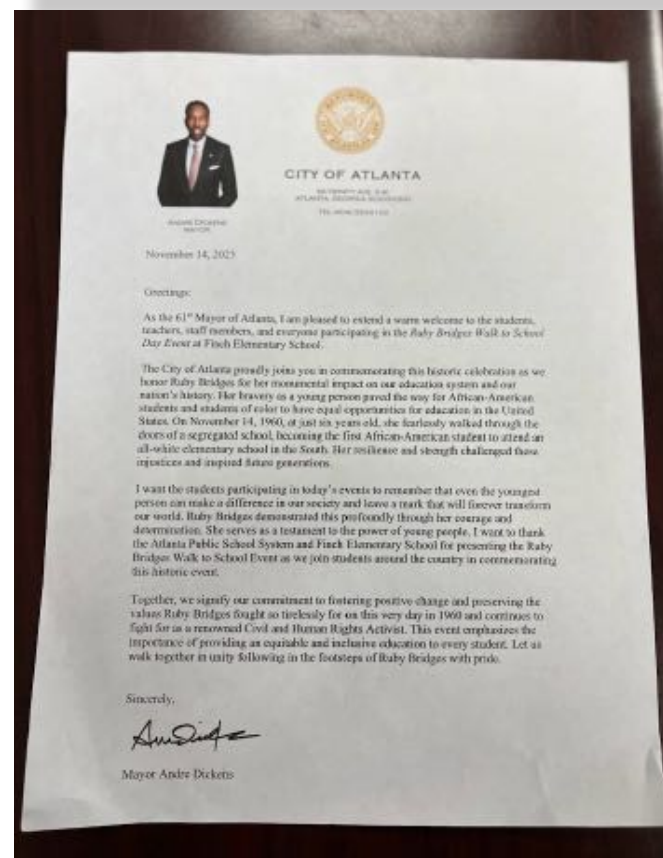 CITY OF ATLANTA
ANDRE DICKENS
MAYOR
November 14, 2023
Greetings:
As the 61st Mayor of Atlanta, I am pleased to extend a warm welcome to the students,
teachers, staff members, and everyone participating in the Ruby Bridges Walk to School
Day Event at Finch Elementary School.
The City of Atlanta proudly joins you in commemorating this historic celebration as we
honor Ruby Bridges for her monumental impact on our education system and our
nation's history. Her bravery as a young person paved the way for African-American
students and students of color to have equal opportunities for education in the United
States. On November 14, 1960, at just six years old, she fearlessly walked through the
doors of a segregated school, becoming the first African-American student to attend an
all-white elementary school in the South. Her resilience and strength challenged these
injustices and inspired future generations.
I want the students participating in today's events to remember that even the youngest
person can make a difference in our society and leave a mark that will forever transform
our world. Ruby Bridges demonstrated this profoundly through her courage and
determination. She serves as a testament to the power of young people. I want to thank
the Atlanta Public School System and Finch Elementary School for presenting the Ruby
Bridges Walk to School Event as we join students around the country in commemorating
this historic event.
Together, we signify our commitment to fostering positive change and preserving the
values Ruby Bridges fought so tirelessly for on this very day in 1960 and continues to
fight for as a renowned Civil and Human Rights Activist. This event emphasizes the
importance of providing an equitable and inclusive education to every student. Let us
walk together in unity following in the footsteps of Ruby Bridges with pride.
Sincerely,
Mayor Andre Dickens